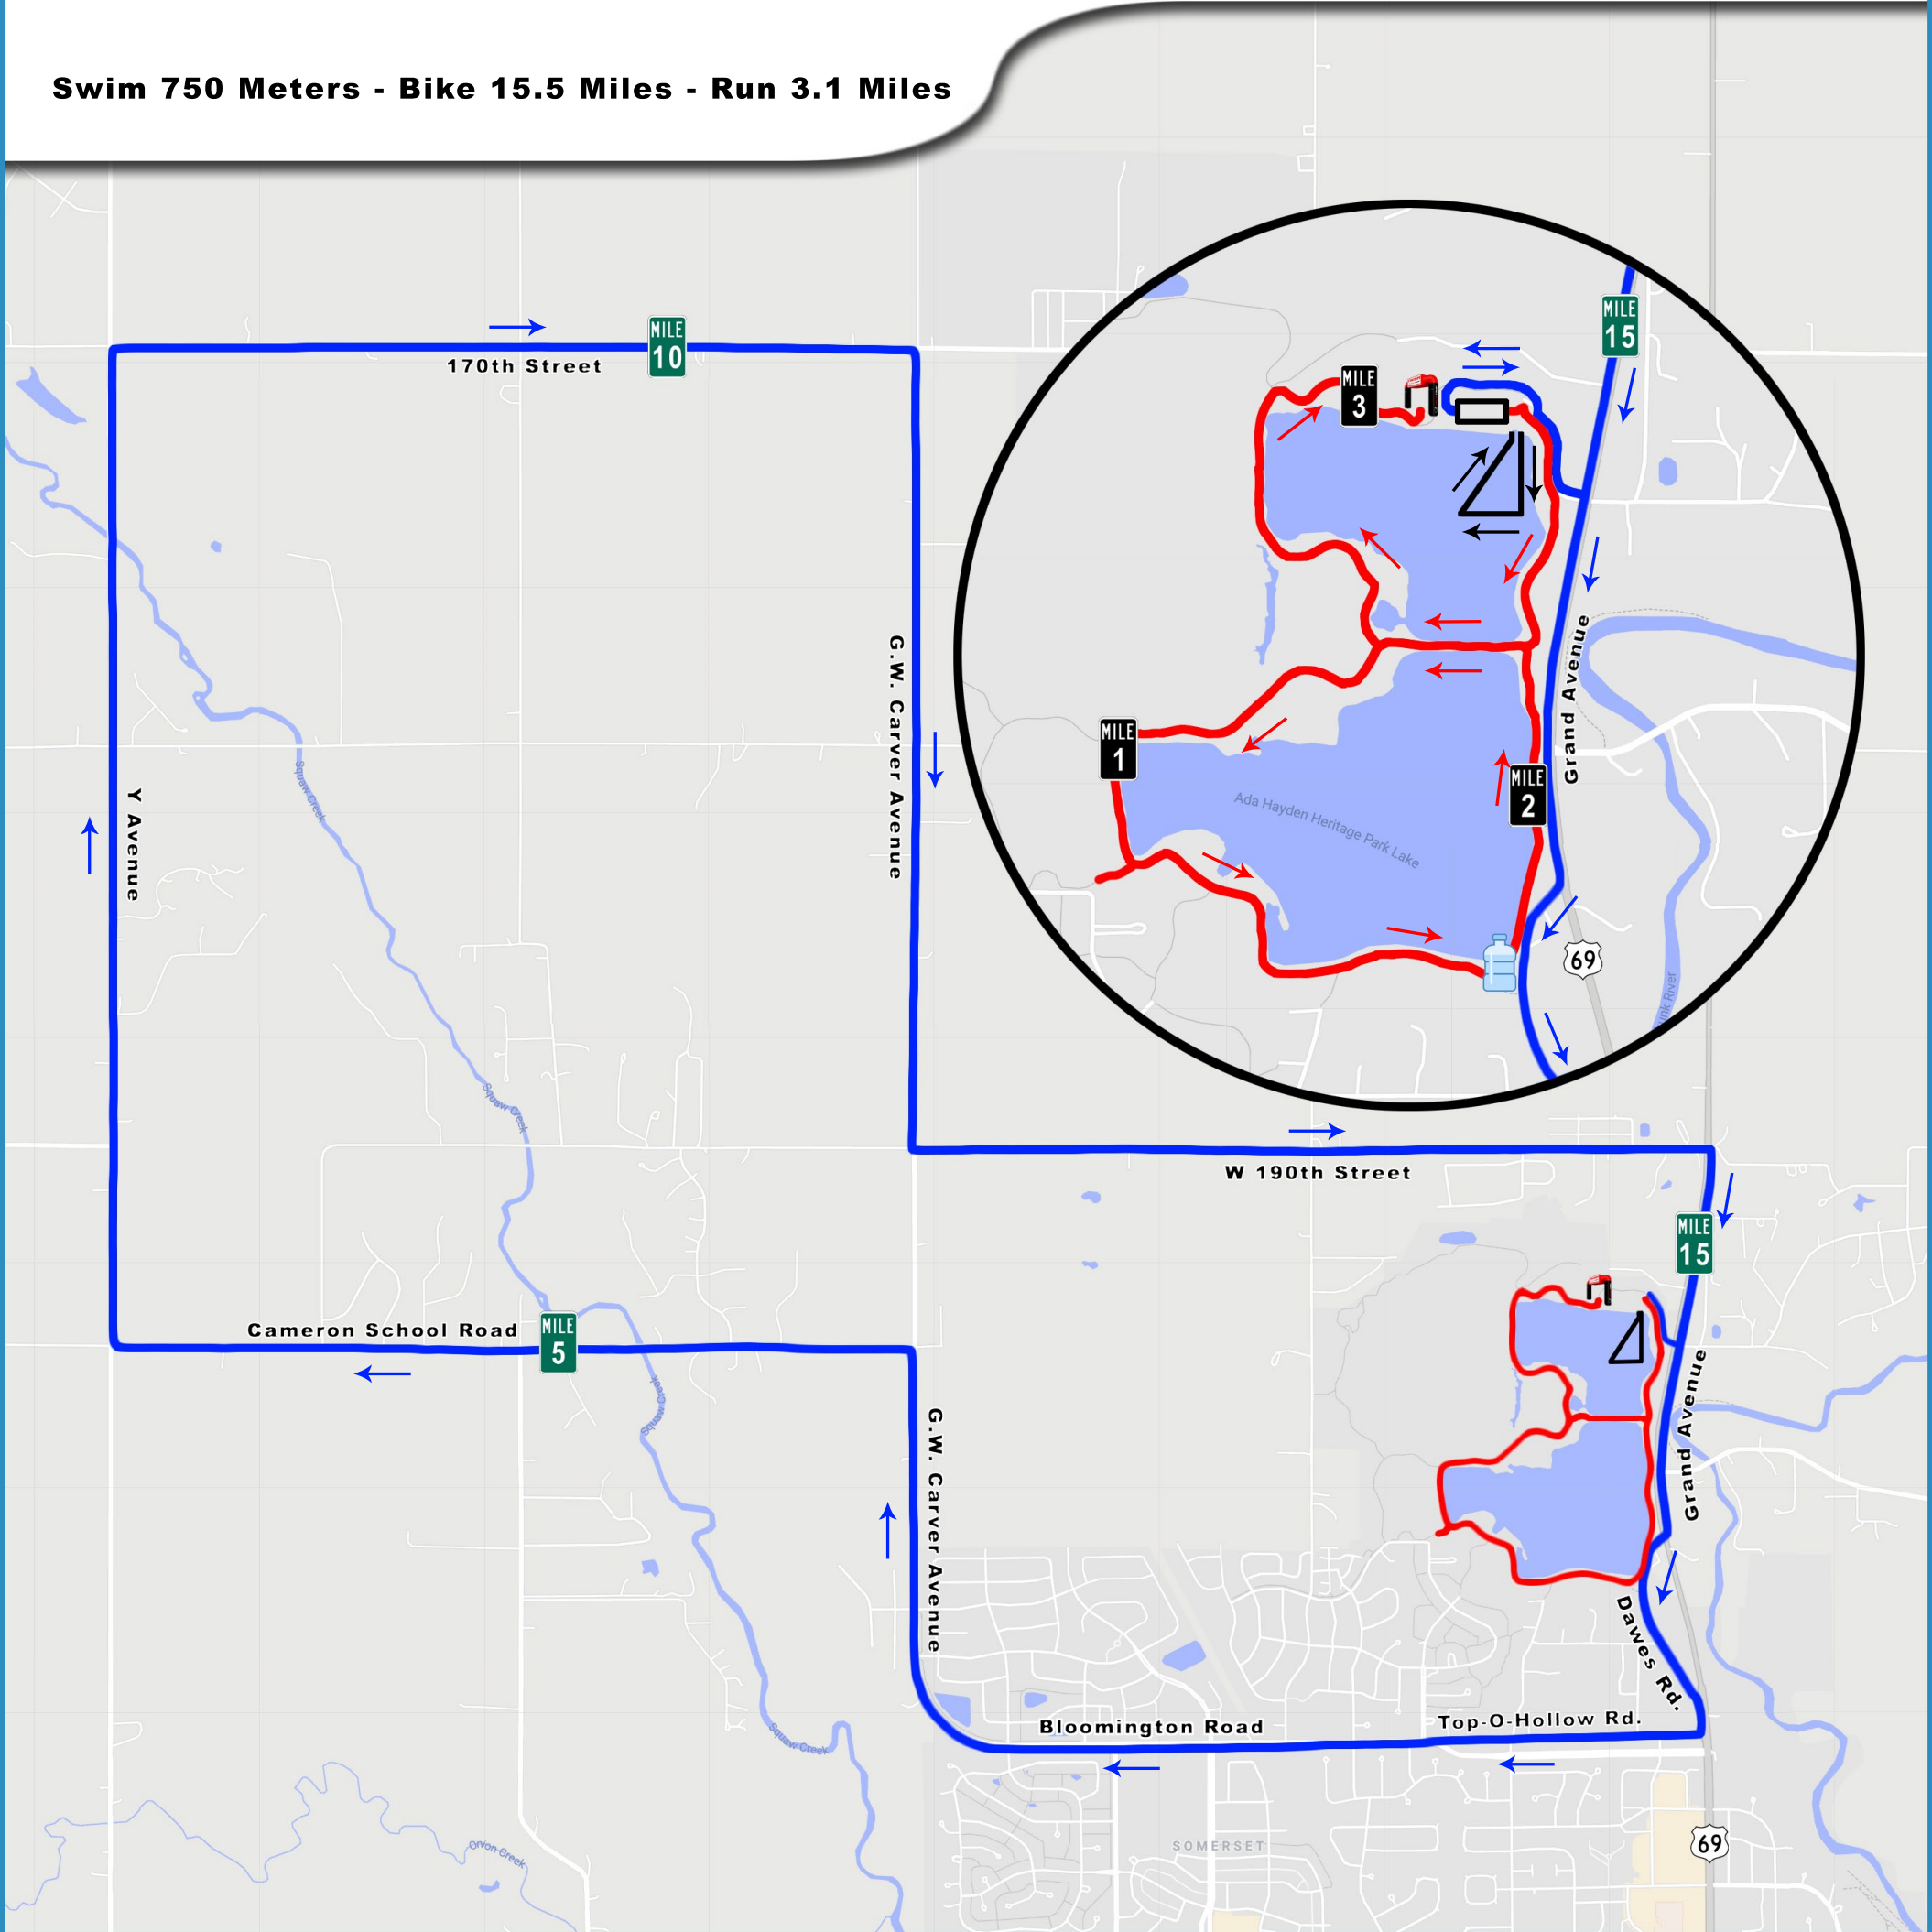 Swim 750 Meters - Bike 15.5 Miles - Run 3.1 Miles
MILE
15
MILE
10
170th Street
MILE
3
G.W. Carver Avenue
Grand Avenue
MILE
1
MILE
2
Y Avenue
Squaw Creek
Ada Hayden Heritage Park Lake
69
Squaw Creek
W 190th Street
MILE
15
Cameron School Road
MILE
5
Squaw Creek
Grand Avenue
G.W. Carver Avenue
Dawes Rd.
Bloomington Road
Top-O-Hollow Rd.
Squaw Creek
SOMERSET
69
Creek